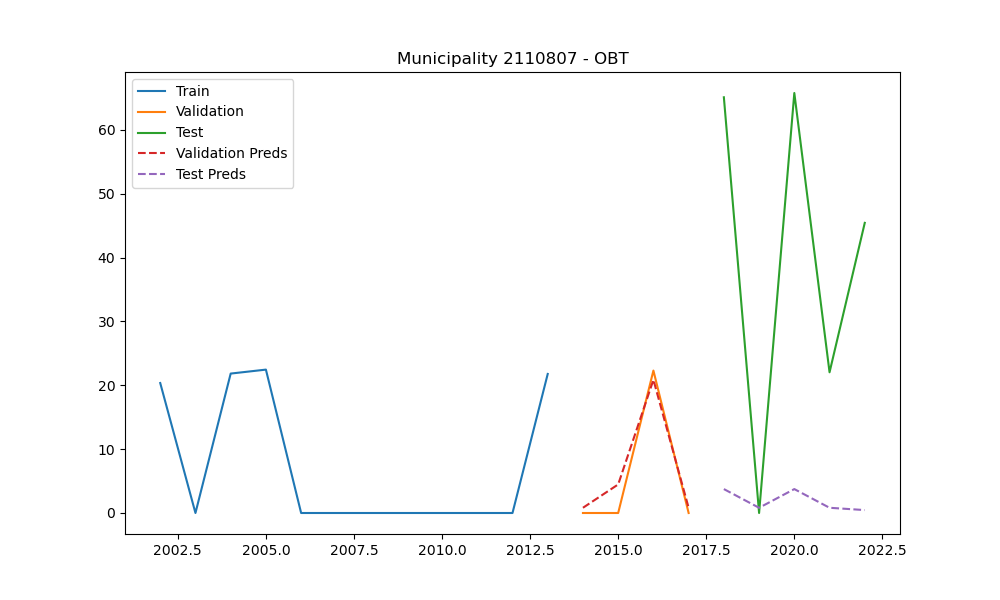 Municipality 2110807 - OBT
Train
Validation
Test
Validation Preds
Test Preds
60
50
40
30
20
10
0
2002.5 2005.0 2007.5 2010.0 2012.5 2015.0 2017.5 2020.0 2022.5